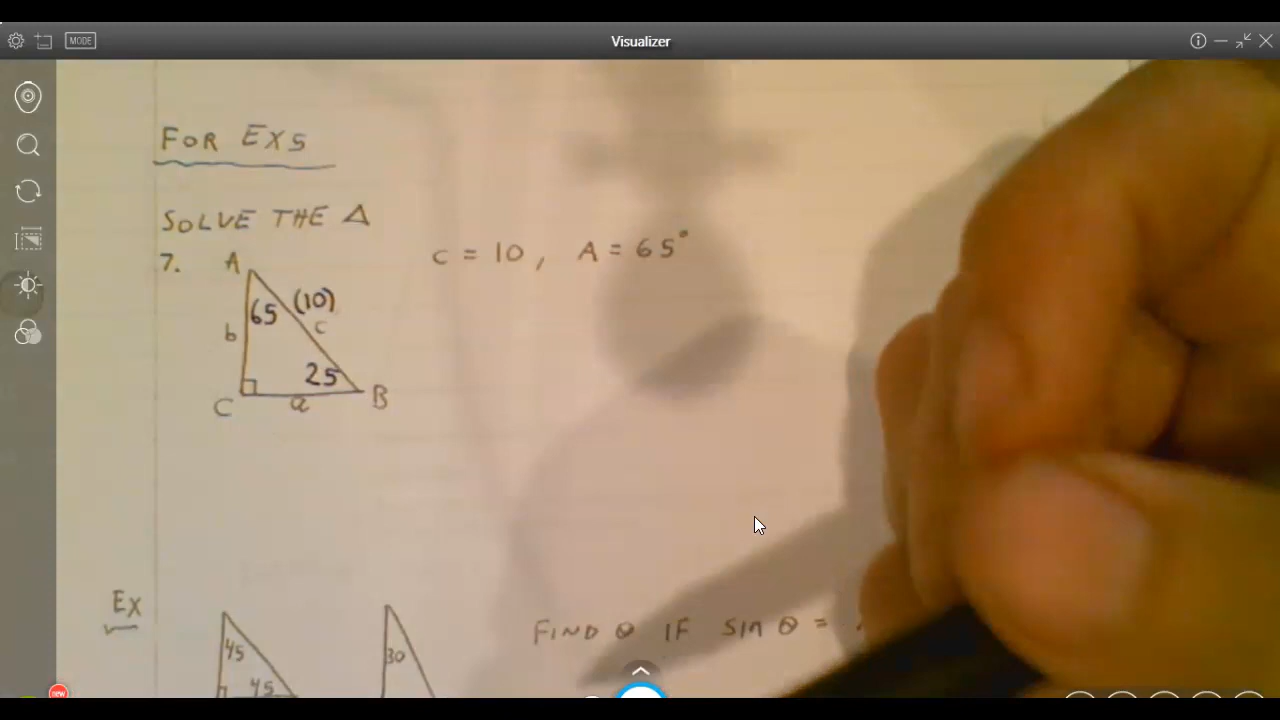 Visualizer
MODE
FOR EXS
SOLVE THE Δ
7. A c = 10, A = 65°
65 (10)
b c
25
C a B
EX
45 30 FIND θ IF SIN θ =
45
new